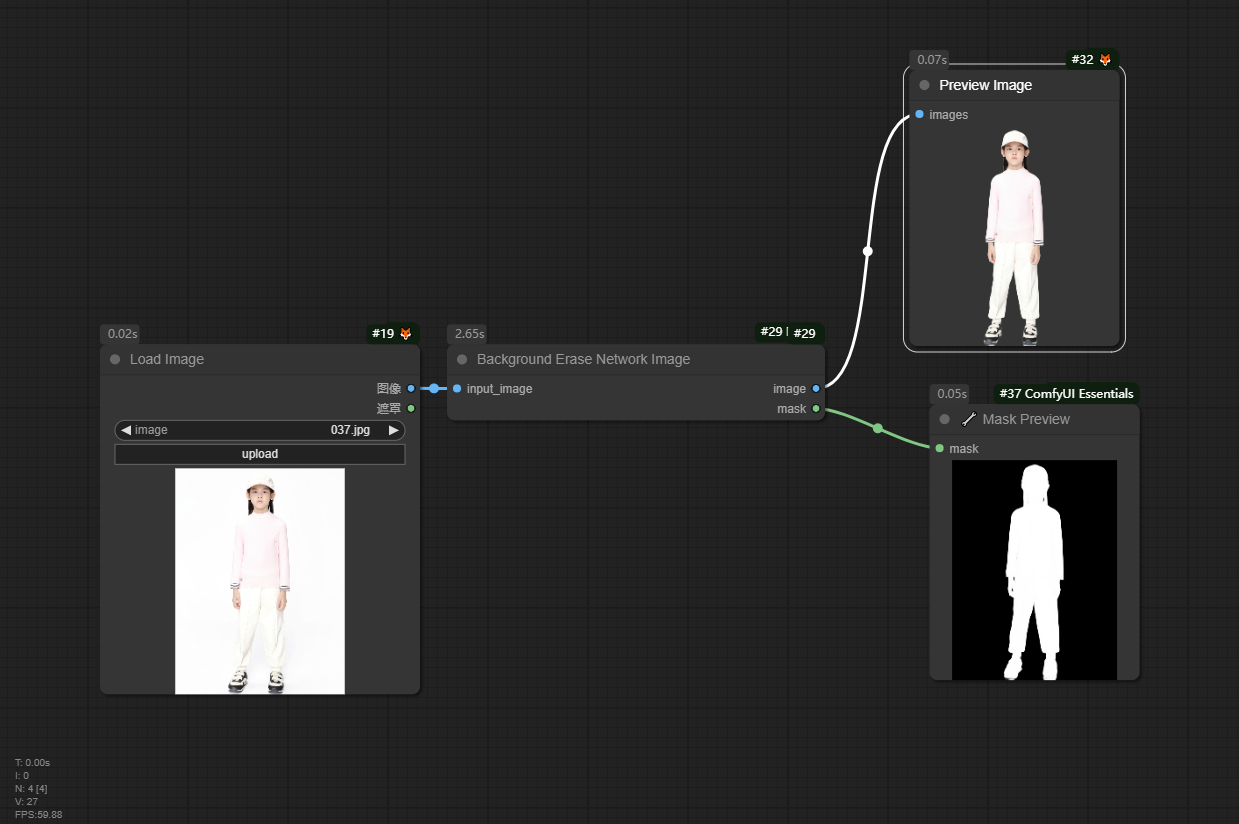 0.07s
#32
Preview Image
images
0.02s
#19
Load Image
图像
遮罩
image
037.jpg
upload
2.65s
#29
#29
Background Erase Network Image
input_image
image
mask
0.05s
#37 ComfyUI Essentials
Mask Preview
mask
T: 0.00s
I: 0
N: 4 [4]
V: 27
FPS:59.88